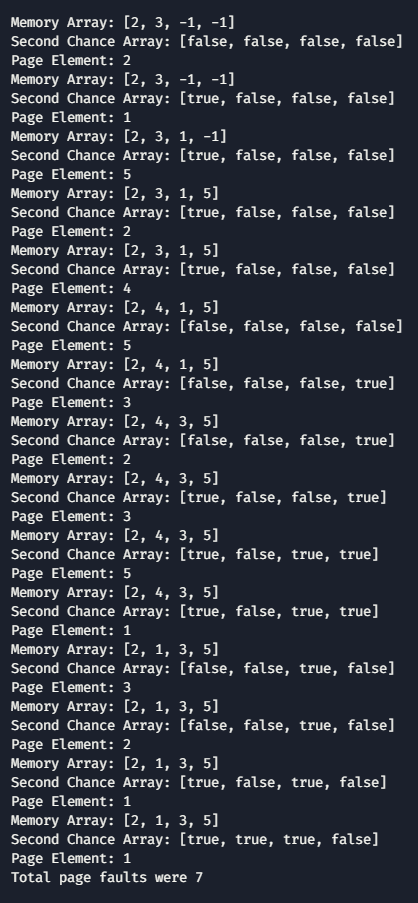 Memory Array: [2, 3, -1, -1]
Second Chance Array: [false, false, false, false]
Page Element: 2
Memory Array: [2, 3, -1, -1]
Second Chance Array: [true, false, false, false]
Page Element: 1
Memory Array: [2, 3, 1, -1]
Second Chance Array: [true, false, false, false]
Page Element: 5
Memory Array: [2, 3, 1, 5]
Second Chance Array: [true, false, false, false]
Page Element: 2
Memory Array: [2, 3, 1, 5]
Second Chance Array: [true, false, false, false]
Page Element: 4
Memory Array: [2, 4, 1, 5]
Second Chance Array: [false, false, false, false]
Page Element: 5
Memory Array: [2, 4, 1, 5]
Second Chance Array: [false, false, false, true]
Page Element: 3
Memory Array: [2, 4, 3, 5]
Second Chance Array: [false, false, false, true]
Page Element: 2
Memory Array: [2, 4, 3, 5]
Second Chance Array: [true, false, false, true]
Page Element: 3
Memory Array: [2, 4, 3, 5]
Second Chance Array: [true, false, true, true]
Page Element: 5
Memory Array: [2, 4, 3, 5]
Second Chance Array: [true, false, true, true]
Page Element: 1
Memory Array: [2, 1, 3, 5]
Second Chance Array: [false, false, true, false]
Page Element: 3
Memory Array: [2, 1, 3, 5]
Second Chance Array: [false, false, true, false]
Page Element: 2
Memory Array: [2, 1, 3, 5]
Second Chance Array: [true, false, true, false]
Page Element: 1
Memory Array: [2, 1, 3, 5]
Second Chance Array: [true, true, true, false]
Page Element: 1
Total page faults were 7